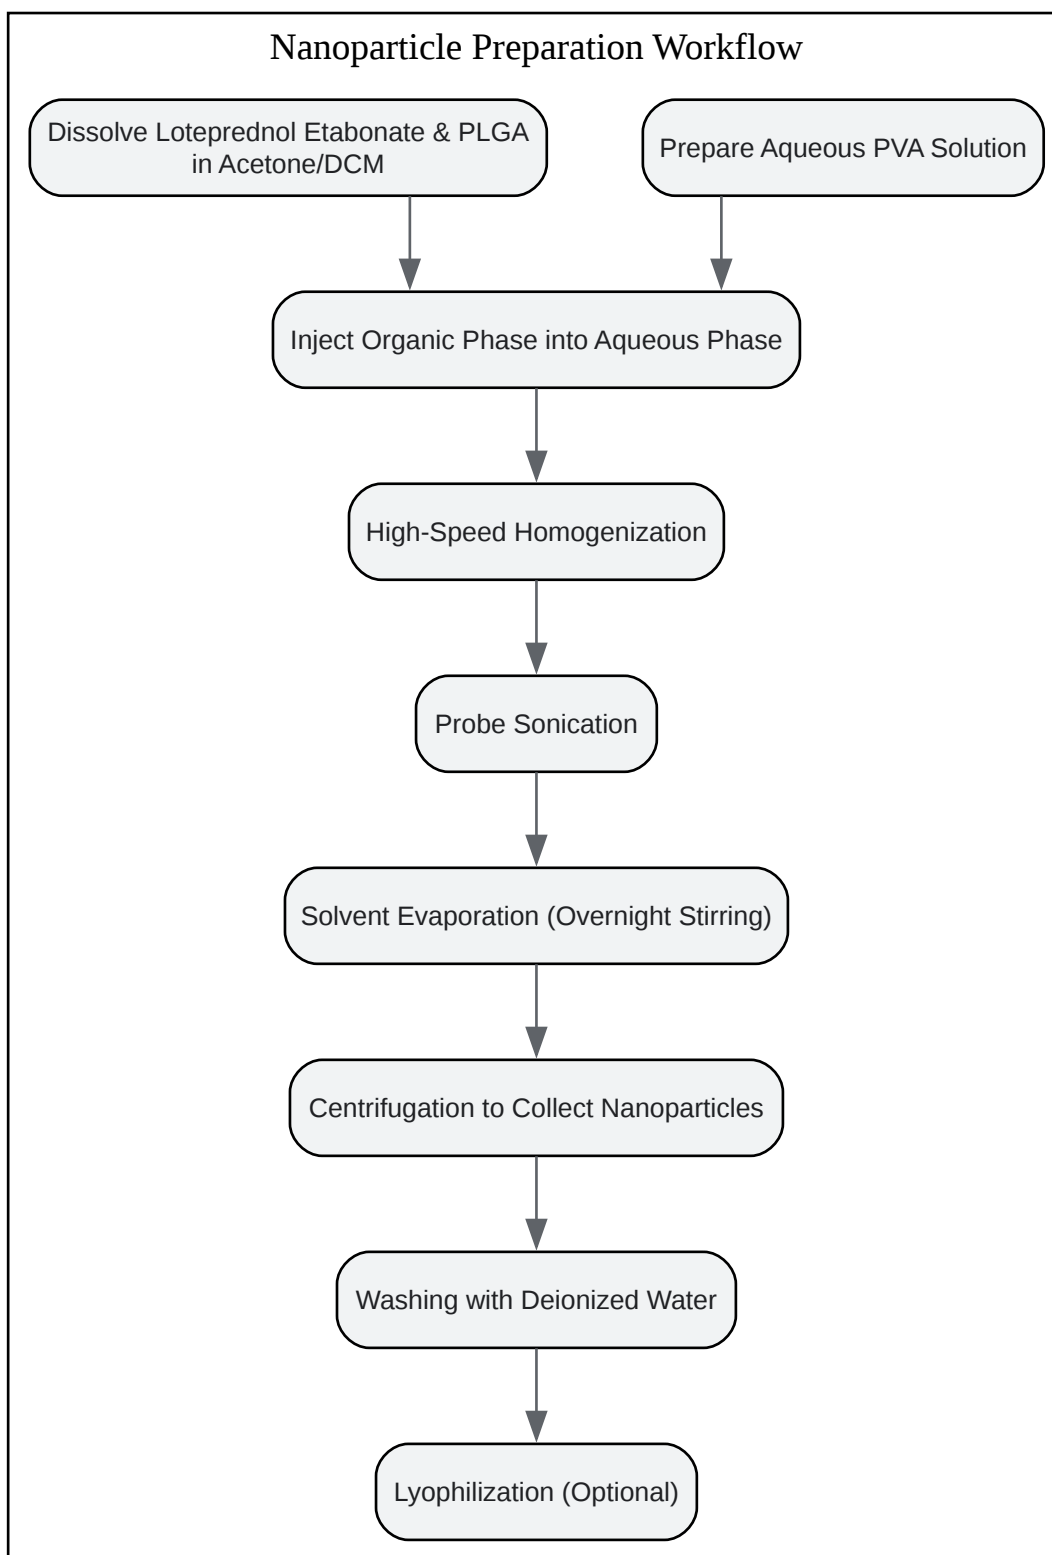 Nanoparticle Preparation Workflow
Dissolve Loteprednol Etabonate & PLGA
in Acetone/DCM
Prepare Aqueous PVA Solution
Inject Organic Phase into Aqueous Phase
High-Speed Homogenization
Probe Sonication
Solvent Evaporation (Overnight Stirring)
Centrifugation to Collect Nanoparticles
Washing with Deionized Water
Lyophilization (Optional)